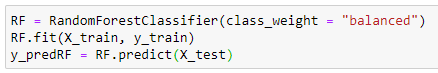 RF = RandomForestClassifier(class_weight = "balanced")
RF.fit(X_train, y_train)
y_predRF = RF.predict(X_test)